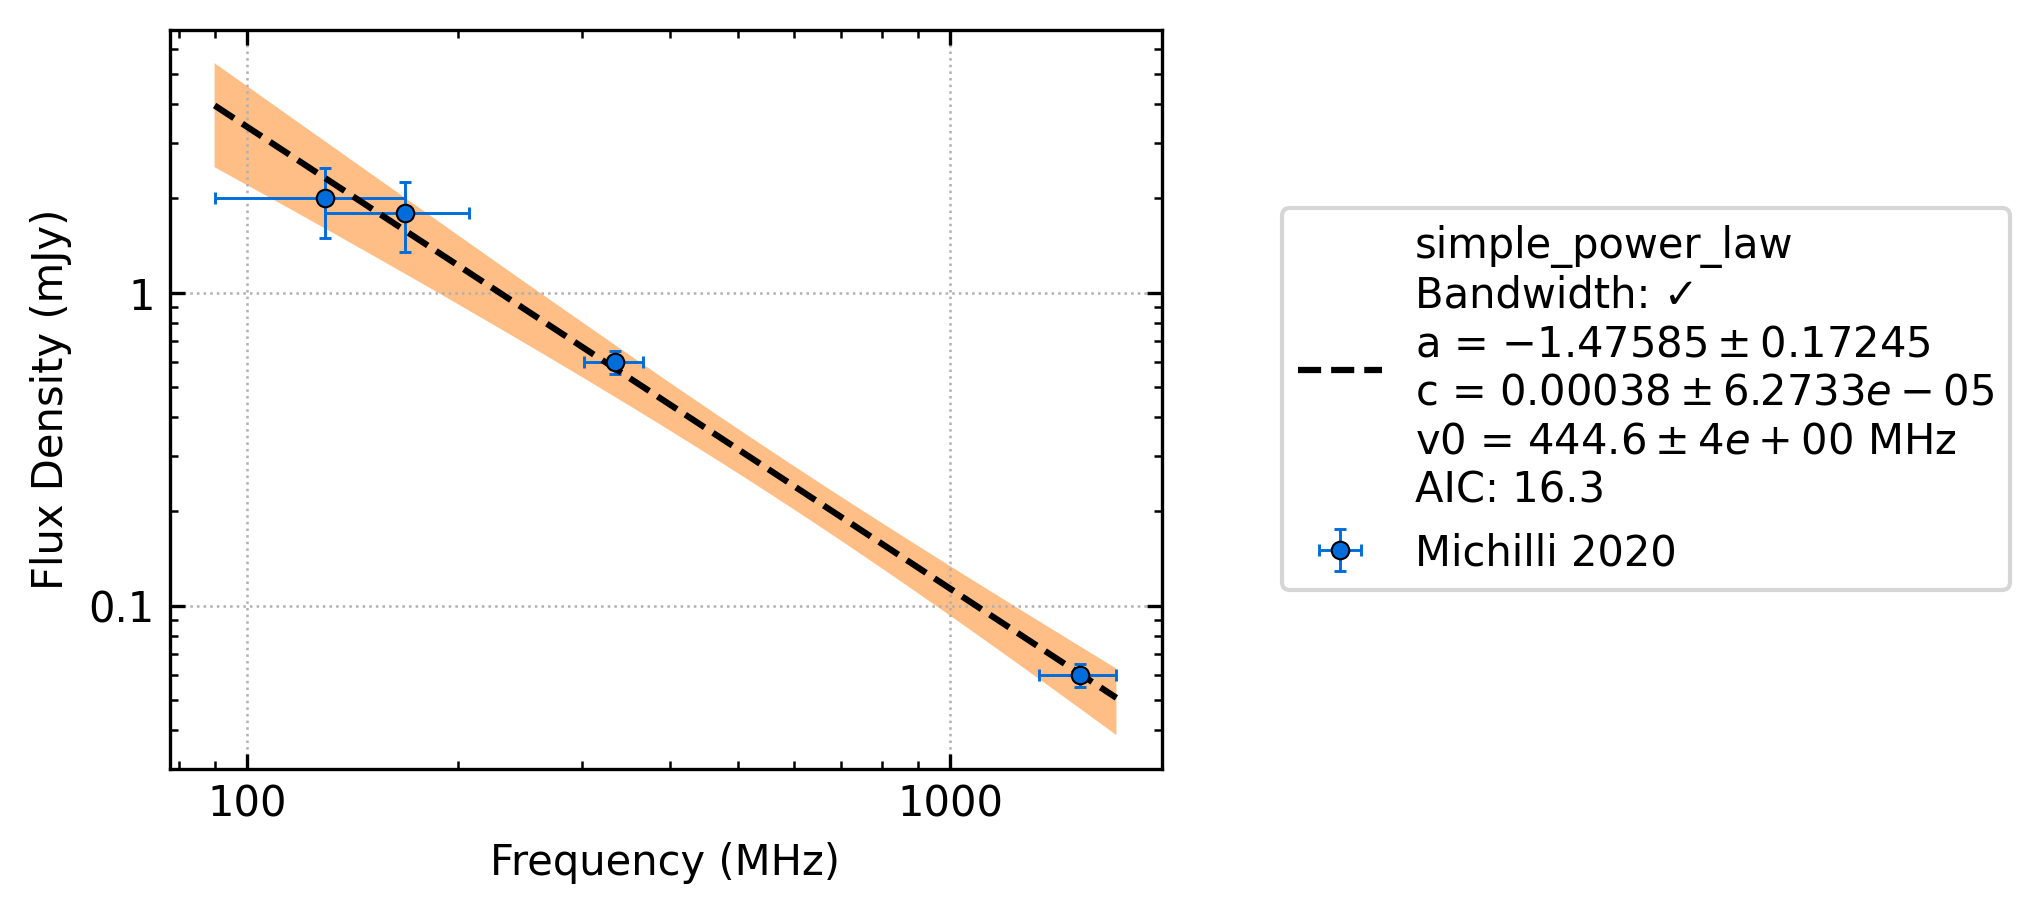 Flux Density (mJy)
1
0.1
100
1000
Frequency (MHz)
simple_power_law
Bandwidth: ✓
a = −1.47585 ± 0.17245
c = 0.00038 ± 6.2733e − 05
v0 = 444.6 ± 4e + 00 MHz
AIC: 16.3
Michilli 2020